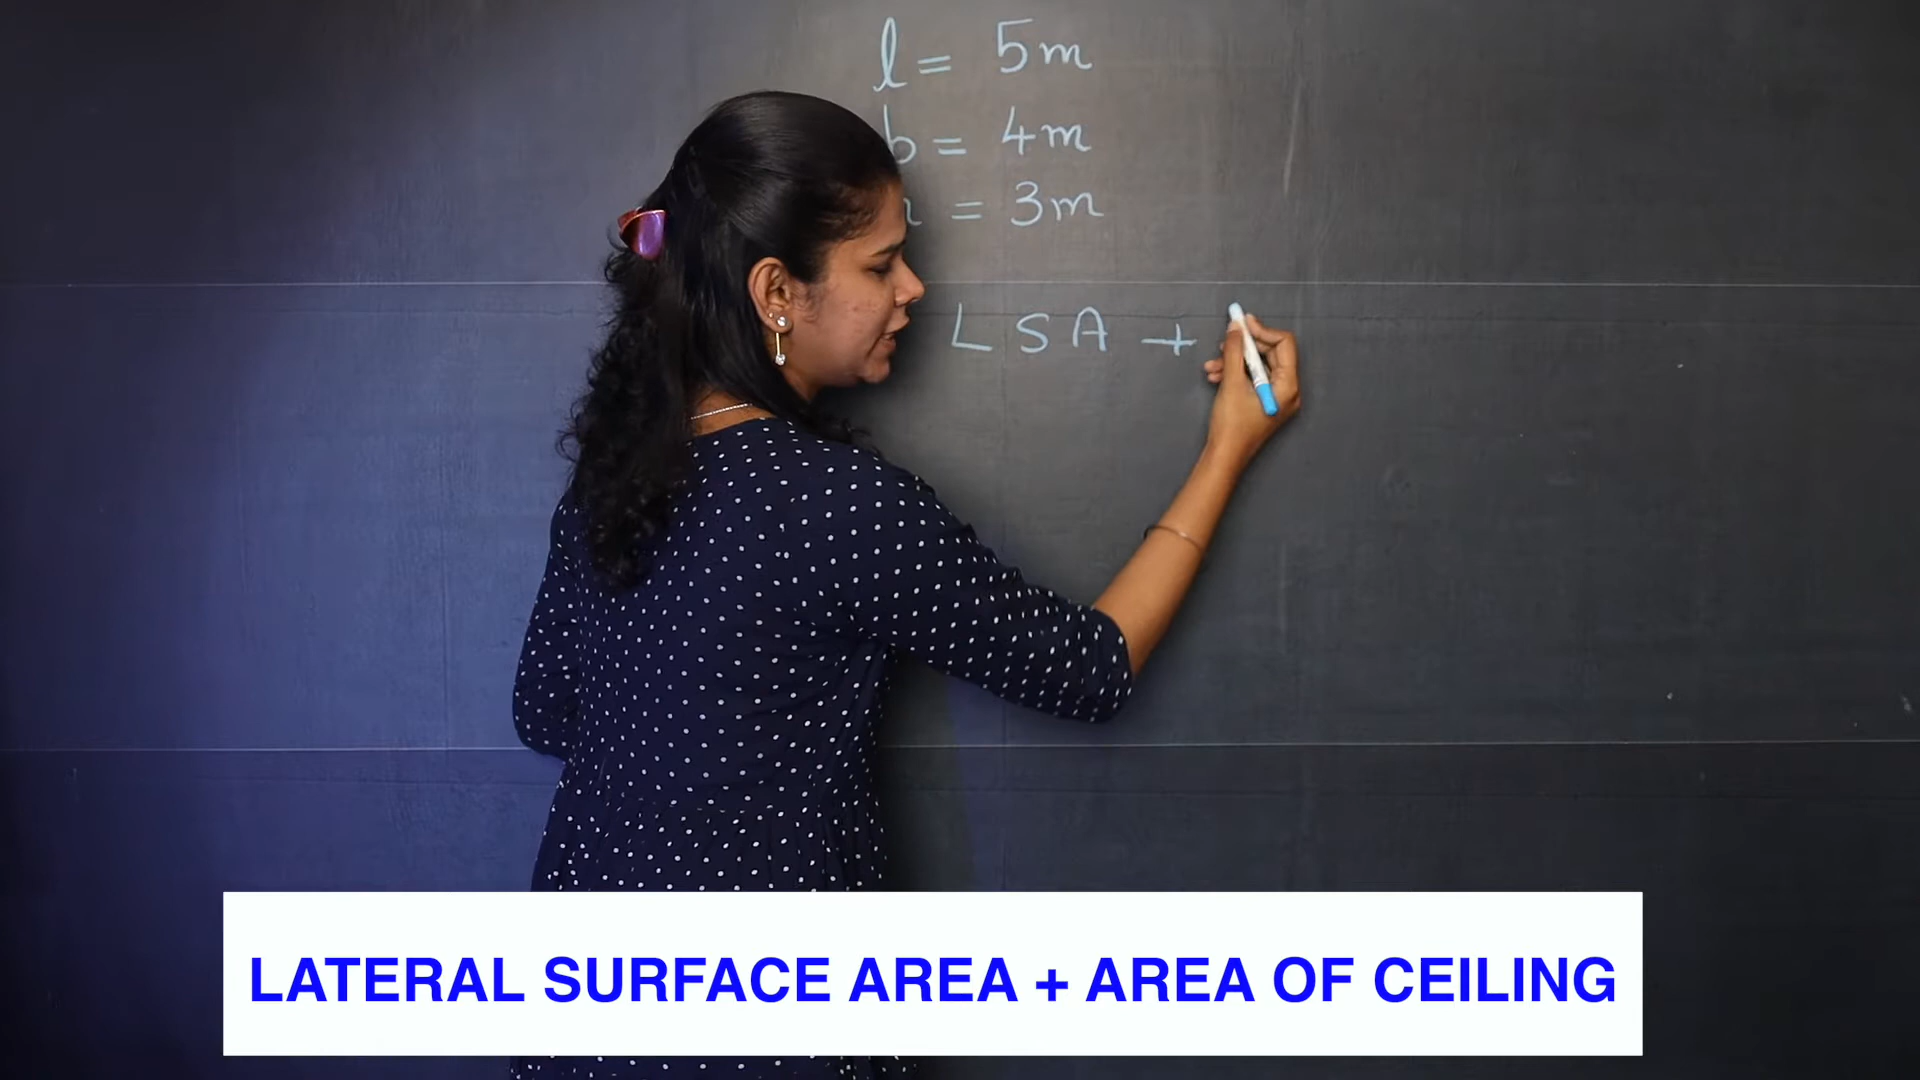 l = 5m
b = 4m
= 3m
LSA +
LATERAL SURFACE AREA + AREA OF CEILING